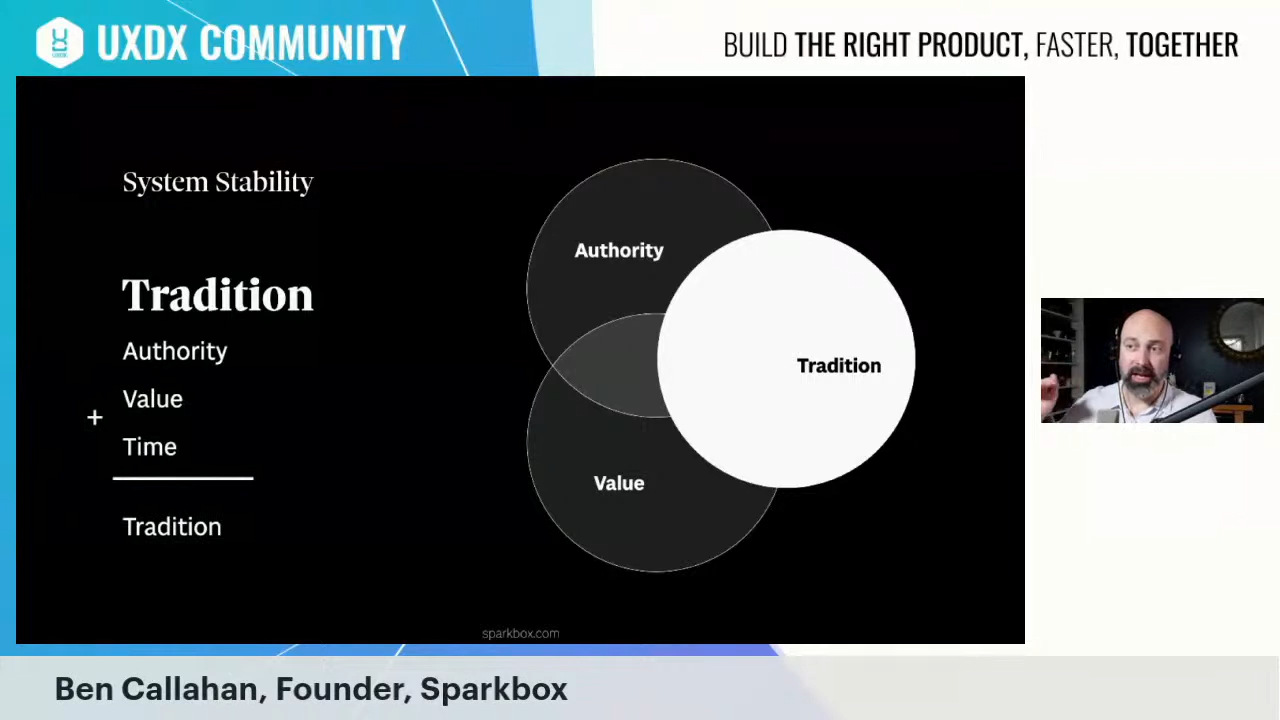 UXDX COMMUNITY
BUILD THE RIGHT PRODUCT, FASTER, TOGETHER
System Stability
Tradition
Authority
Value
+
Time
Tradition
Authority
Tradition
Value
sparkbox.com
Ben Callahan, Founder, Sparkbox